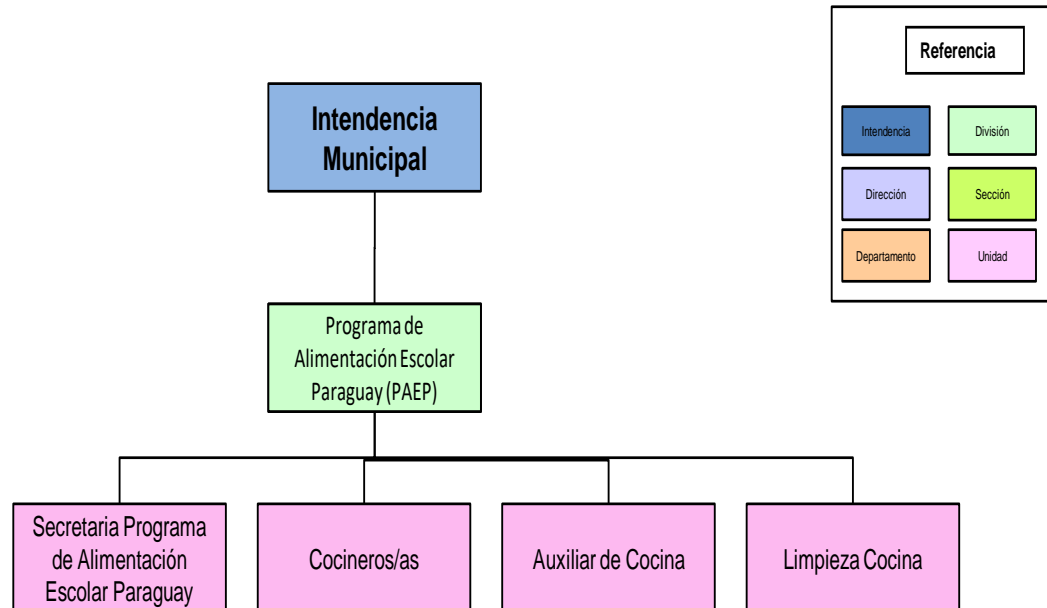 Referencia
Intendencia
División
Dirección
Sección
Departamento
Unidad
Intendencia
Municipal
Programa de
Alimentación Escolar
Paraguay (PAEP)
Secretaria Programa
de Alimentación
Escolar Paraguay
Cocineros/as
Auxiliar de Cocina
Limpieza Cocina